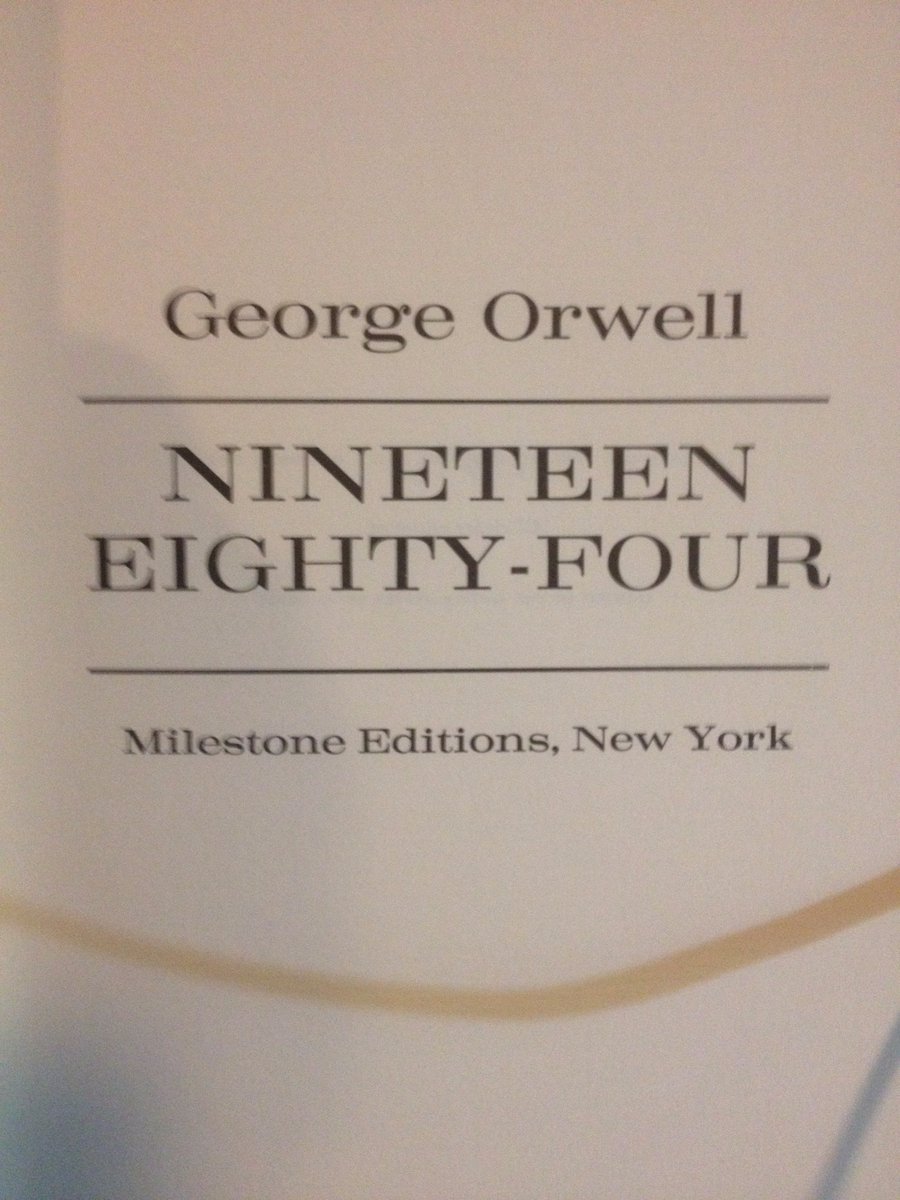 George Orwell
NINETEEN
EIGHTY-FOUR
Milestone Editions, New York